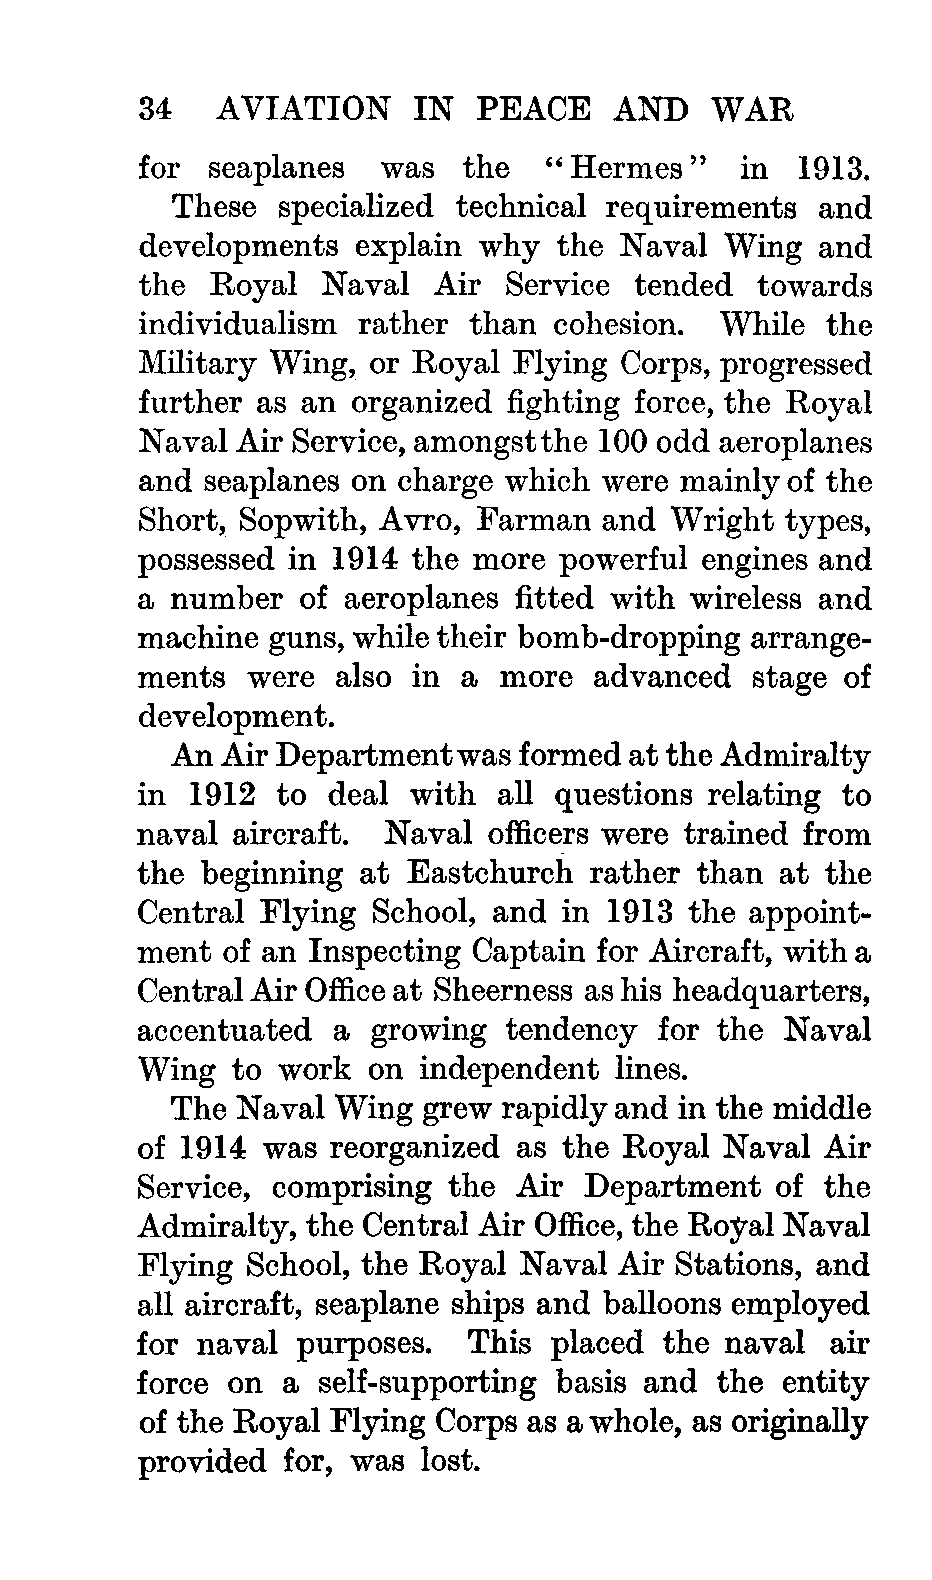 34 AVIATION IN PEACE AND WAR
for seaplanes was the "Hermes" in 1913.
These specialized technical requirements and
developments explain why the Naval Wing and
the Royal Naval Air Service tended towards
individualism rather than cohesion. While the
Military Wing, or Royal Flying Corps, progressed
further as an organized fighting force, the Royal
Naval Air Service, amongst the 100 odd aeroplanes
and seaplanes on charge which were mainly of the
Short, Sopwith, Avro, Farman and Wright types,
possessed in 1914 the more powerful engines and
a number of aeroplanes fitted with wireless and
machine guns, while their bomb-dropping arrange-
ments were also in a more advanced stage of
development.
An Air Department was formed at the Admiralty
in 1912 to deal with all questions relating to
naval aircraft. Naval officers were trained from
the beginning at Eastchurch rather than at the
Central Flying School, and in 1913 the appoint-
ment of an Inspecting Captain for Aircraft, with a
Central Air Office at Sheerness as his headquarters,
accentuated a growing tendency for the Naval
Wing to work on independent lines.
The Naval Wing grew rapidly and in the middle
of 1914 was reorganized as the Royal Naval Air
Service, comprising the Air Department of the
Admiralty, the Central Air Office, the Royal Naval
Flying School, the Royal Naval Air Stations, and
all aircraft, seaplane ships and balloons employed
for naval purposes. This placed the naval air
force on a self-supporting basis and the entity
of the Royal Flying Corps as a whole, as originally
provided for, was lost.